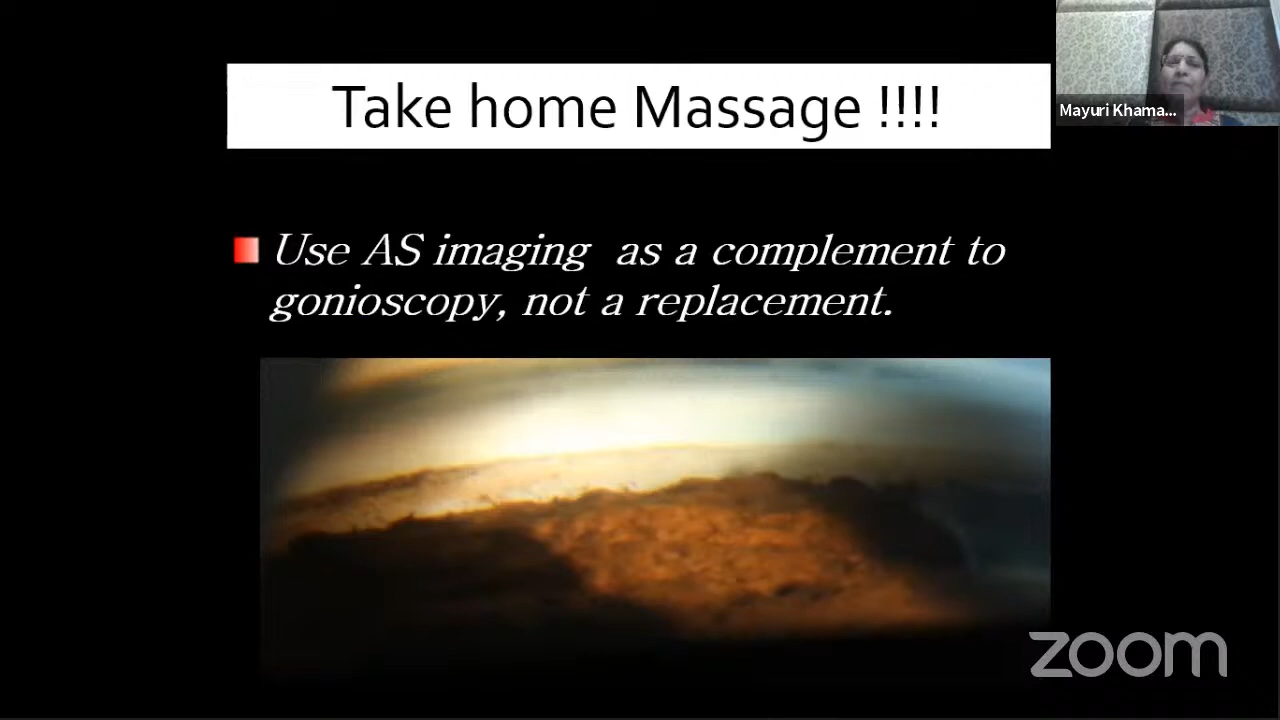 Take home Massage !!!!
Mayuri Khama...
Use AS imaging as a complement to
gonioscopy, not a replacement.
zoom